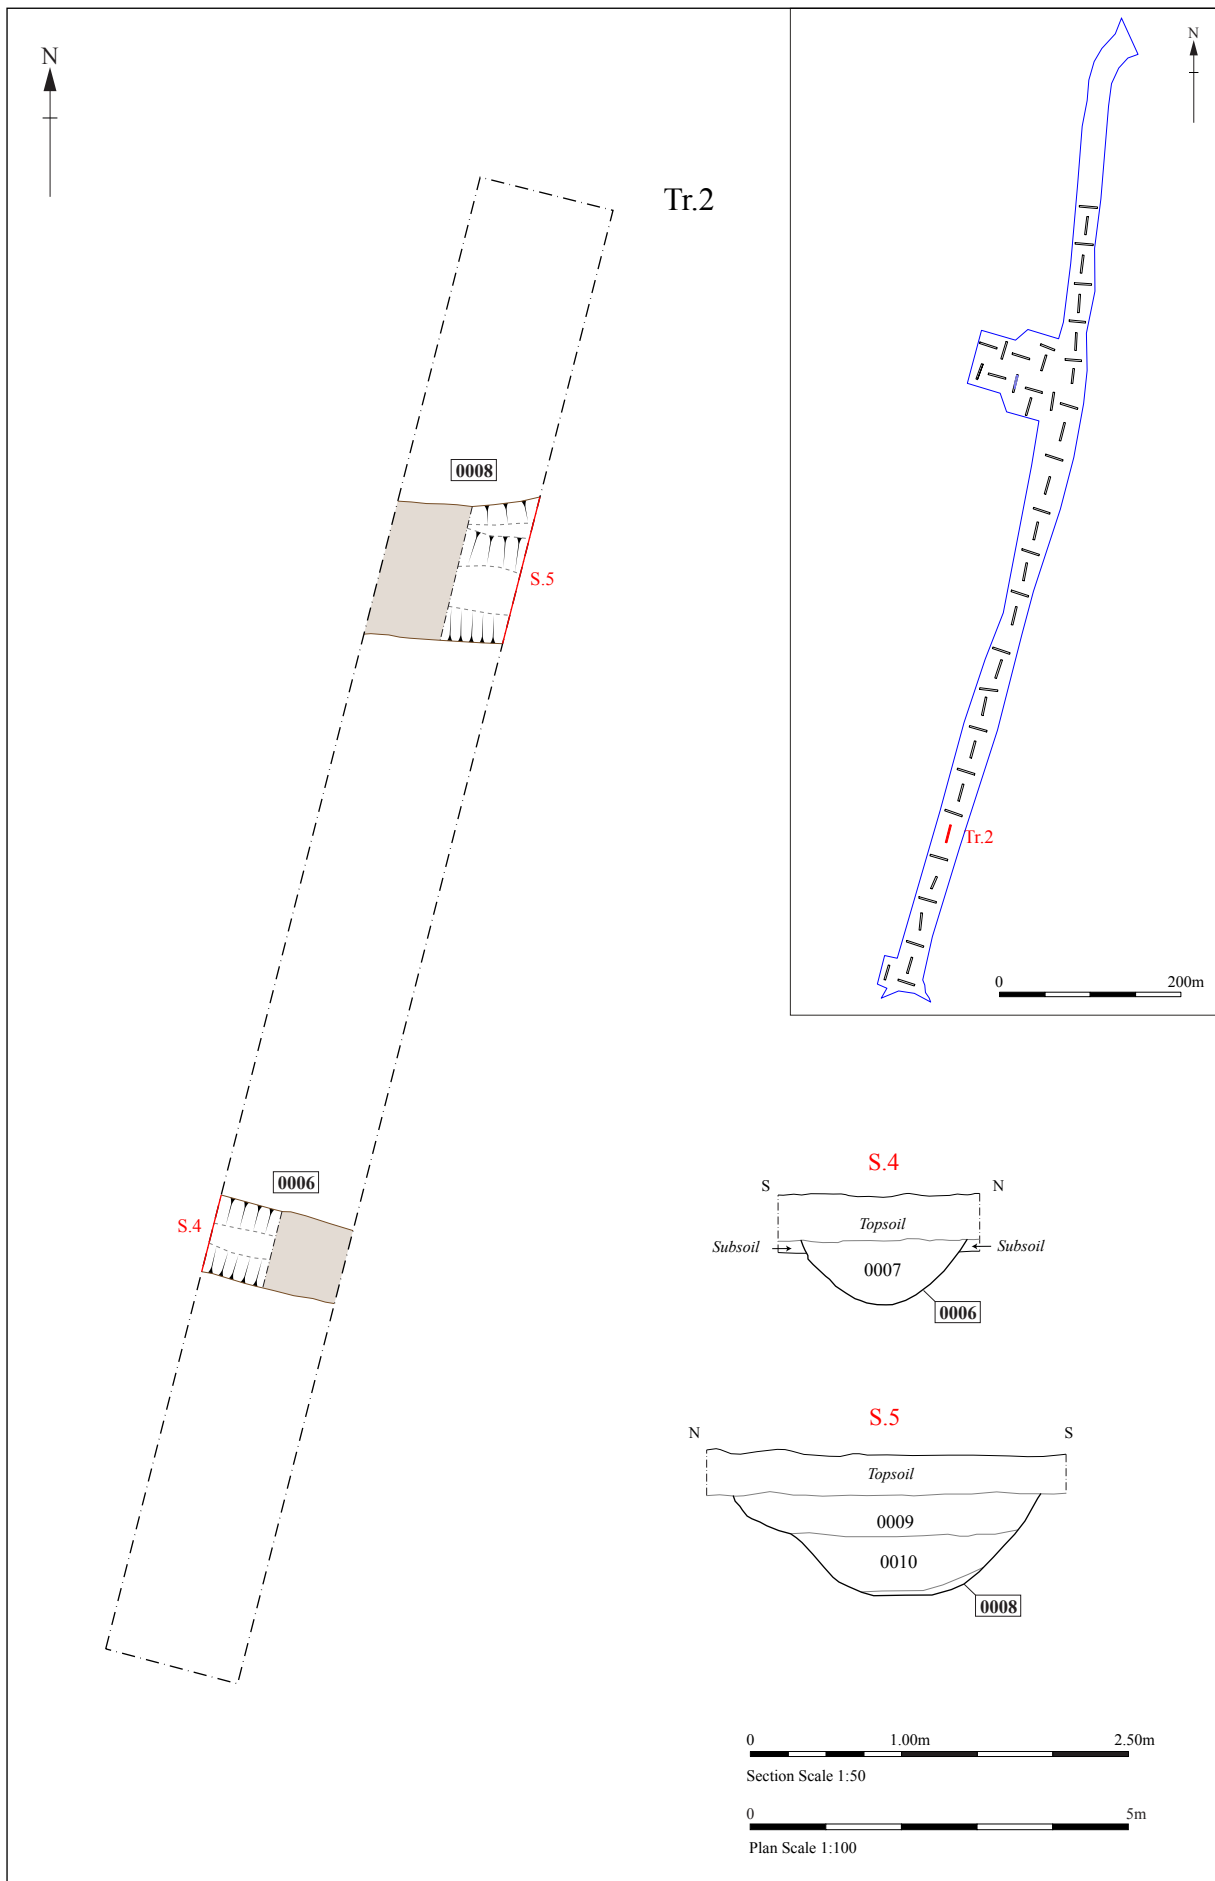 N
Tr.2
0008
S.5
0006
S.4
N
Tr.2
0 200m
S.4
S N
Topsoil
Subsoil Subsoil
0007
0006
S.5
N S
Topsoil
0009
0010
0008
0 1.00m 2.50m
Section Scale 1:50
0 5m
Plan Scale 1:100